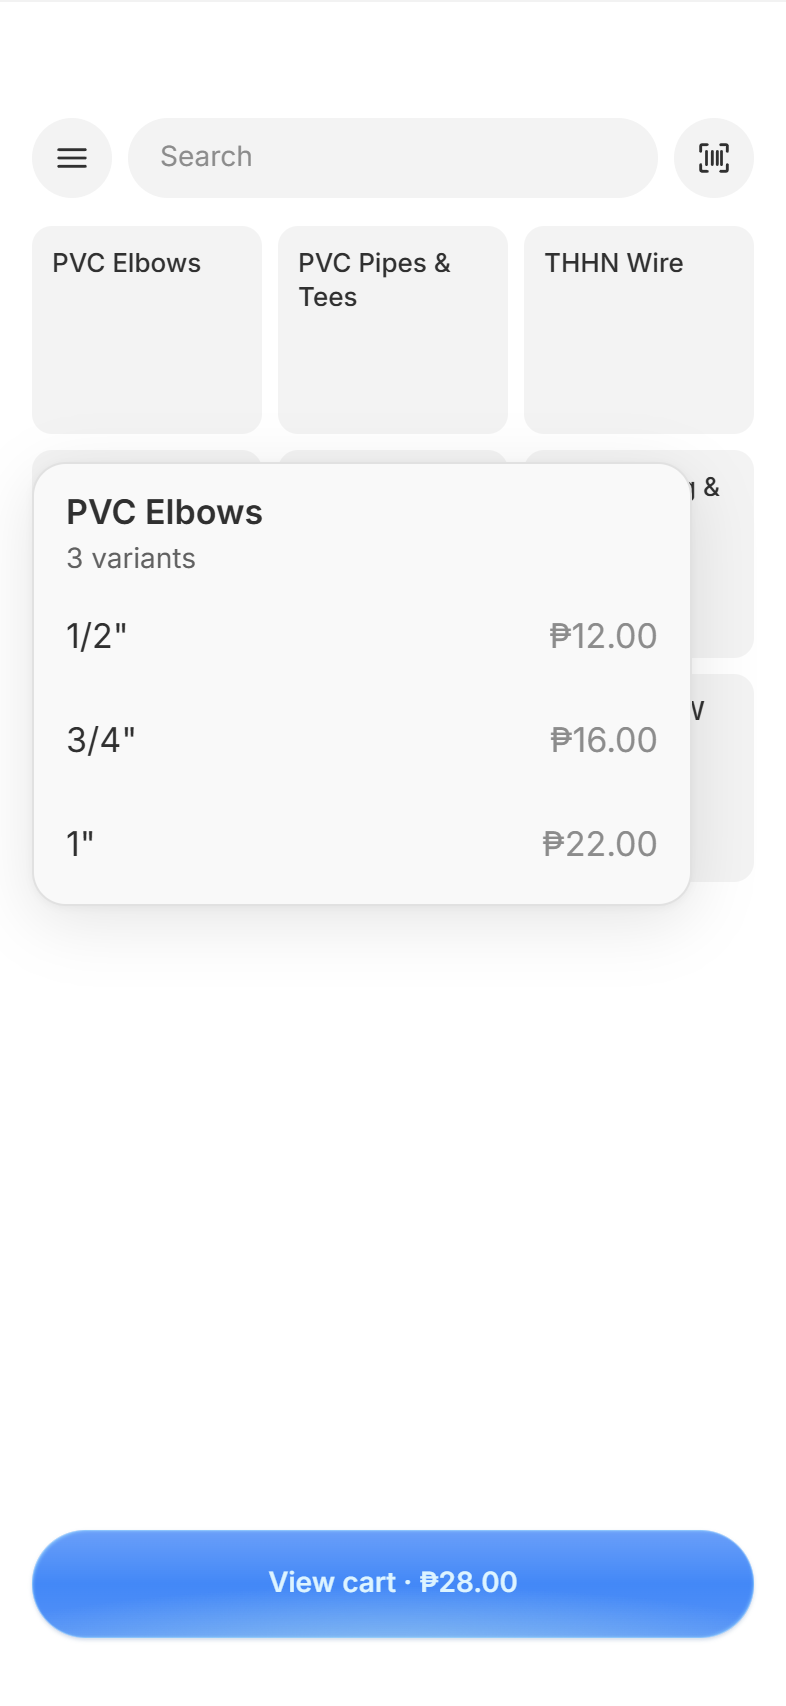 Search
PVC Elbows
PVC Pipes &
Tees
THHN Wire
&
PVC Elbows
3 variants
1/2" ₱12.00
3/4" ₱16.00
1" ₱22.00
View cart · ₱28.00